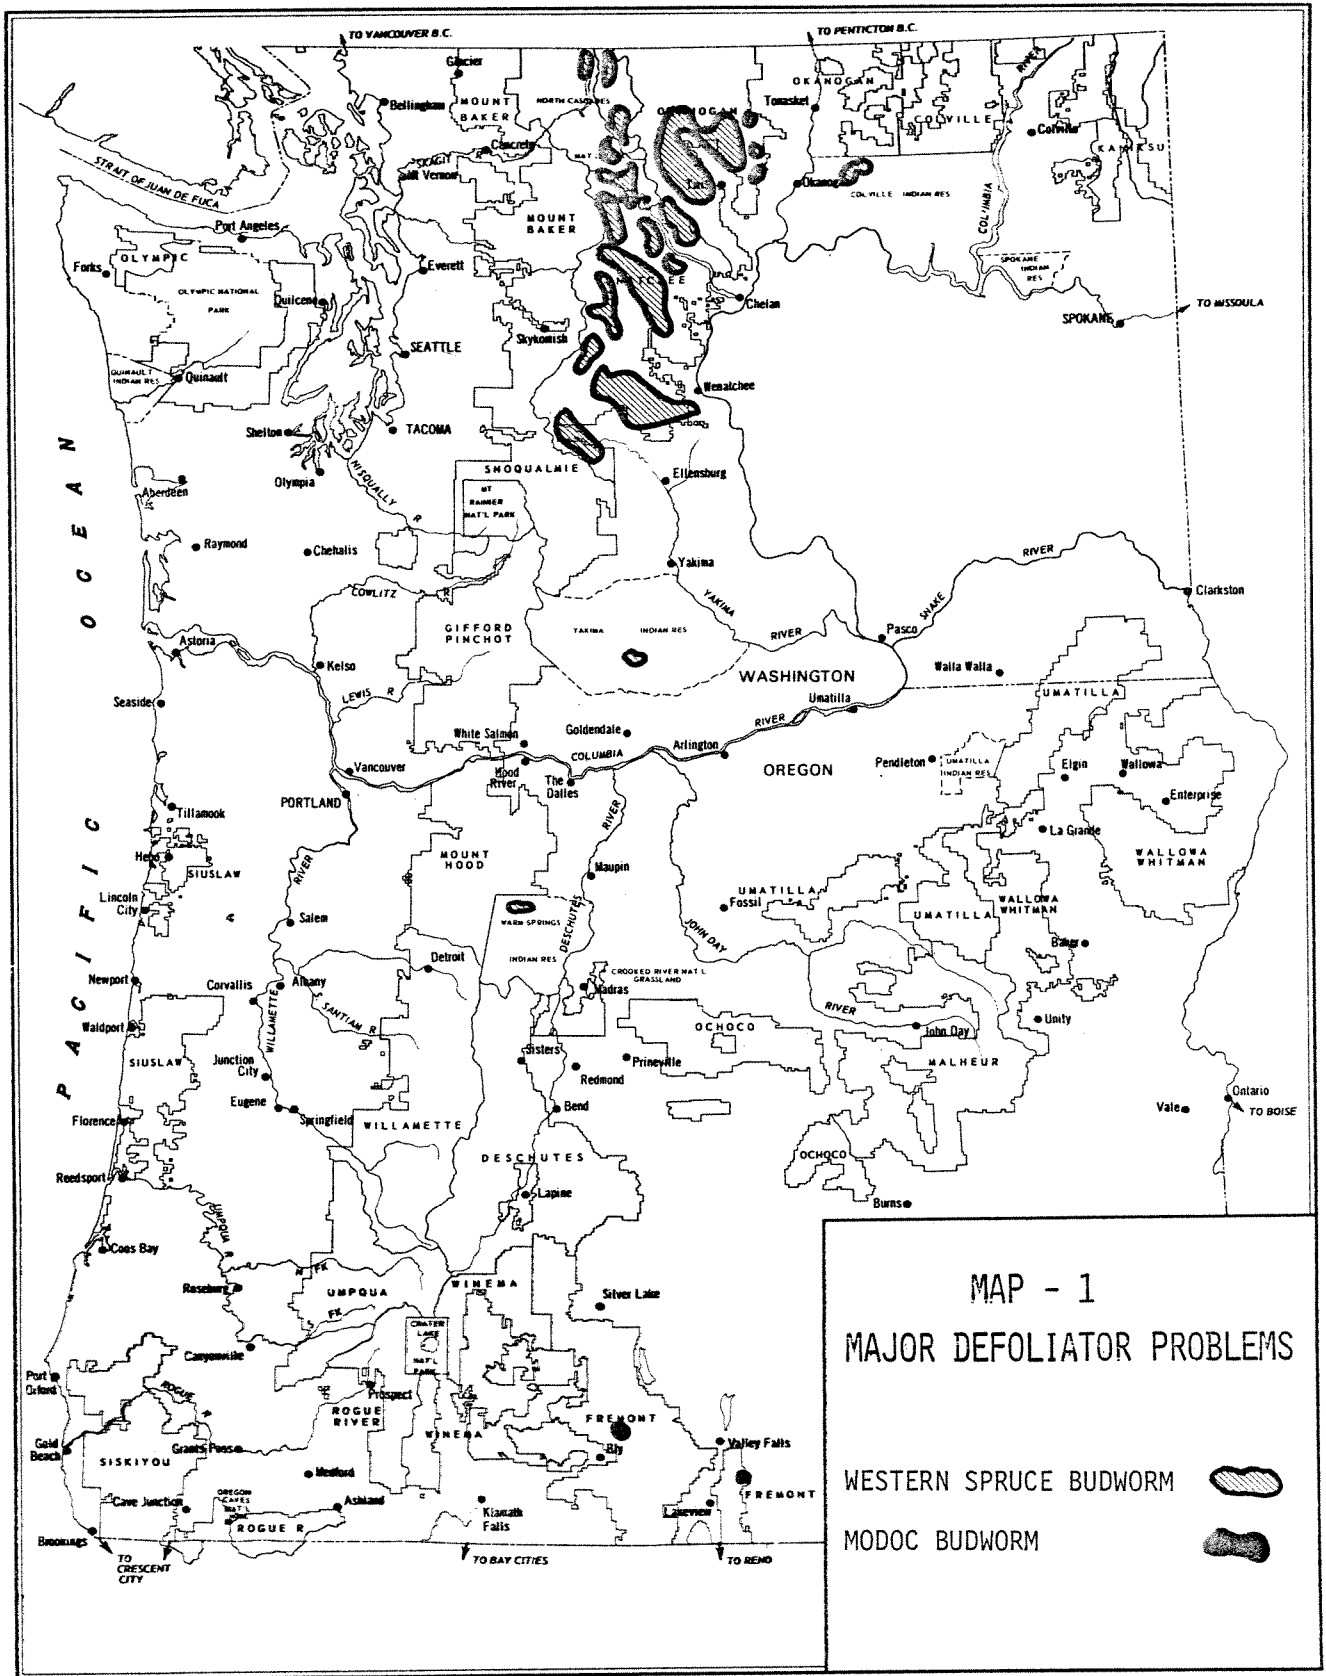 TO VANCOUVER B.C.
TO PENTICTON B.C.
Glacier
OKANOGAN
RIVER
Bellingham
MOUNT
BAKER
NORTH CASCADES
Tonasket
COLVILLE
Colville
KANIKSU
STRAIT OF JUAN DE FUCA
SKAGIT R
Concrete
Okanogan
COLVILLE INDIAN RES
COLUMBIA
MOUNT
BAKER
Port Angeles
OLYMPIC
Forks
Everett
SPOKANE
INDIAN
RES
OLYMPIC NATIONAL
PARK
Quilcene
Chelan
TO MISSOULA
SPOKANE
Skykomish
SEATTLE
QUINAULT
INDIAN RES
Quinault
Wenatchee
Shelton
TACOMA
NISQUALLY R
SNOQUALMIE
Ellensburg
Olympia
Aberdeen
MT
RAINIER
NAT'L PARK
PACIFIC OCEAN
Raymond
Chehalis
Yakima
RIVER
Clarkston
COWLITZ R
YAKIMA
RIVER
SNAKE
GIFFORD
PINCHOT
YAKIMA INDIAN RES
Pasco
Astoria
Kelso
WASHINGTON
Walla Walla
LEWIS R
Umatilla
UMATILLA
Seaside
White Salmon
Goldendale
COLUMBIA
RIVER
Arlington
Vancouver
Hood
River
The
Dalles
OREGON
Pendleton
UMATILLA
INDIAN RES
Elgin
Wallowa
Enterprise
PORTLAND
Tillamook
RIVER
La Grande
MOUNT
HOOD
Hebo
SIUSLAW
Maupin
WALLOWA
WHITMAN
RIVER
Lincoln
City
UMATILLA
Fossil
WALLOWA
WHITMAN
UMATILLA
Salem
WARM SPRINGS
INDIAN RES
DESCHUTES
JOHN DAY
Baker
Detroit
Newport
Corvallis
Albany
CROOKED RIVER NAT'L
GRASSLAND
Madras
S. SANTIAM R
WILLAMETTE
Waldport
OCHOCO
RIVER
John Day
Unity
SIUSLAW
Junction
City
Sisters
Redmond
Prineville
MALHEUR
Eugene
Springfield
Bend
Ontario
Vale
TO BOISE
Florence
WILLAMETTE
DESCHUTES
OCHOCO
Reedsport
Lapine
Burns
UMPQUA R
Coos Bay
N FK
Roseburg
UMPQUA
FK
WINEMA
Silver Lake
CRATER
LAKE
NAT'L
PARK
Canyonville
Port
Orford
ROGUE R
Prospect
ROGUE
RIVER
WINEMA
FREMONT
Gold
Beach
Grants Pass
Bly
Valley Falls
SISKIYOU
Medford
FREMONT
Cave Junction
OREGON
CAVES
NAT'L
Ashland
Klamath
Falls
Lakeview
ROGUE R
Brookings
TO
CRESCENT
CITY
TO BAY CITIES
TO RENO
MAP - 1
MAJOR DEFOLIATOR PROBLEMS
WESTERN SPRUCE BUDWORM
MODOC BUDWORM